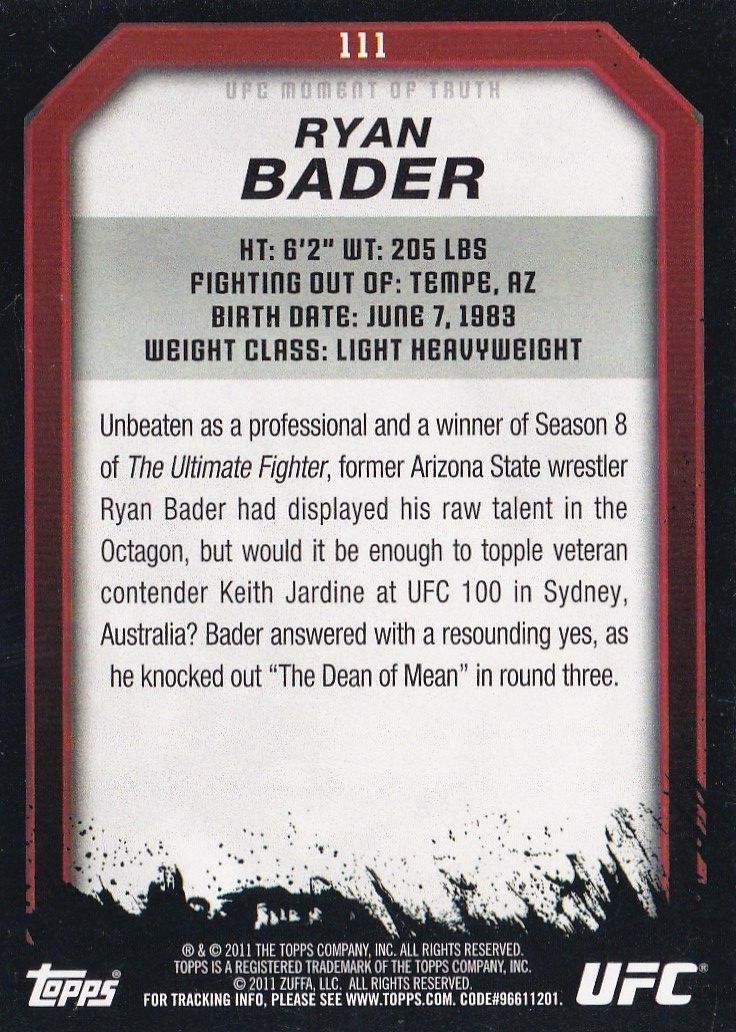 111
UFC MOMENT OF TRUTH
RYAN
BADER
HT: 6'2" WT: 205 LBS
FIGHTING OUT OF: TEMPE, AZ
BIRTH DATE: JUNE 7, 1983
WEIGHT CLASS: LIGHT HEAVYWEIGHT
Unbeaten as a professional and a winner of Season 8
of The Ultimate Fighter, former Arizona State wrestler
Ryan Bader had displayed his raw talent in the
Octagon, but would it be enough to topple veteran
contender Keith Jardine at UFC 100 in Sydney,
Australia? Bader answered with a resounding yes, as
he knocked out “The Dean of Mean” in round three.
® & © 2011 THE TOPPS COMPANY, INC. ALL RIGHTS RESERVED.
TOPPS IS A REGISTERED TRADEMARK OF THE TOPPS COMPANY, INC.
© 2011 ZUFFA, LLC. ALL RIGHTS RESERVED.
FOR TRACKING INFO, PLEASE SEE WWW.TOPPS.COM. CODE#96611201.
TOPPS®
UFC®